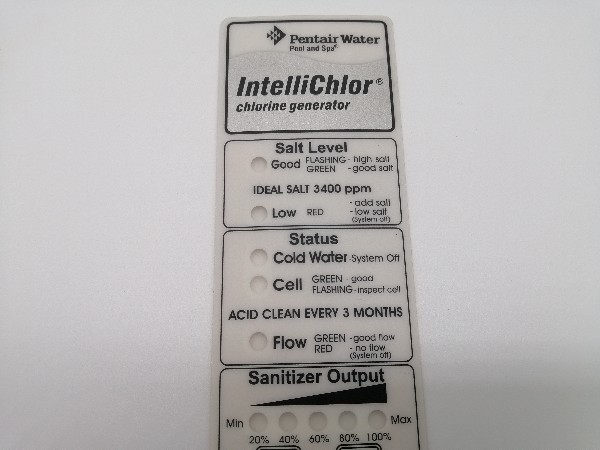 Pentair Water
Pool and Spa®
IntelliChlor®
chlorine generator
Salt Level
Good FLASHING - high salt
GREEN - good salt
IDEAL SALT 3400 ppm
- add salt
Low RED - low salt
(System off)
Status
Cold Water - System Off
Cell GREEN - good
FLASHING - inspect cell
ACID CLEAN EVERY 3 MONTHS
Flow GREEN - good flow
RED - no flow
(System off)
Sanitizer Output
Min Max
20% 40% 60% 80% 100%